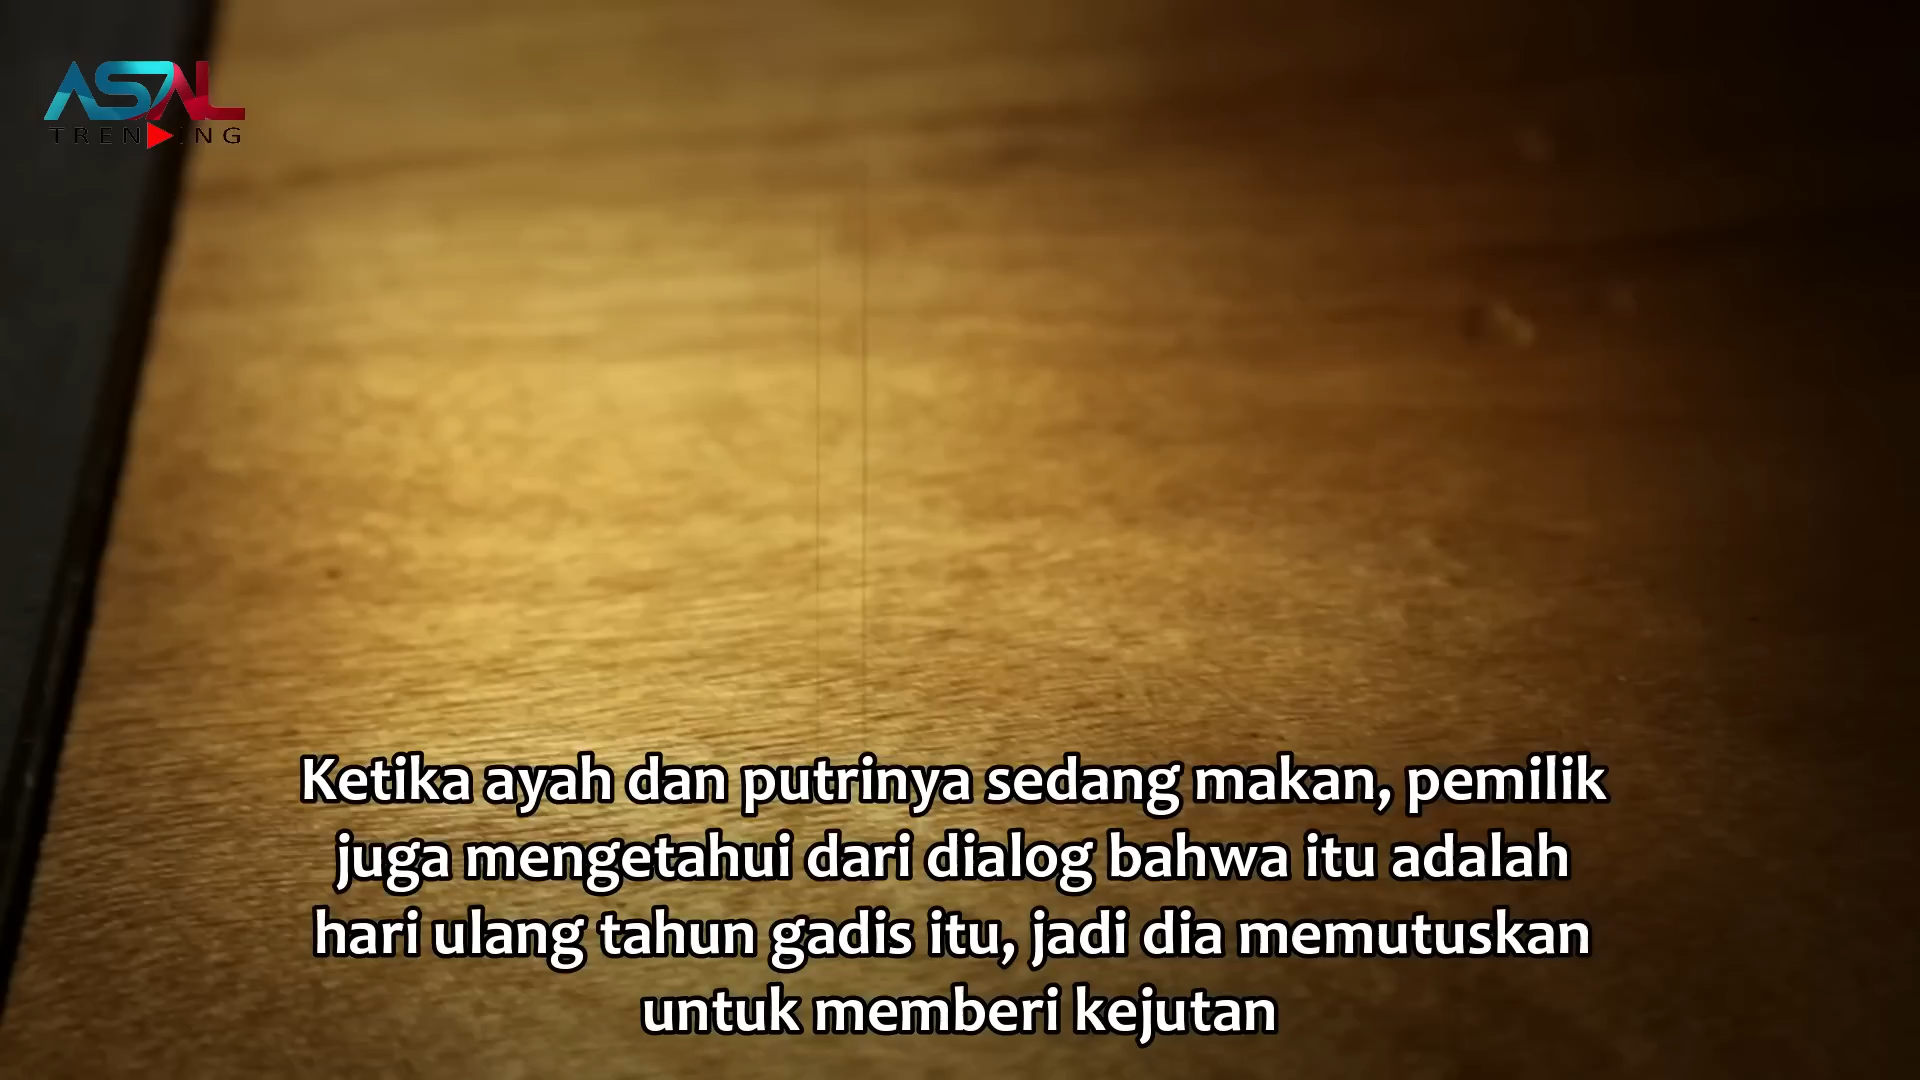 ASAL
TRENDING
Ketika ayah dan putrinya sedang makan, pemilik
juga mengetahui dari dialog bahwa itu adalah
hari ulang tahun gadis itu, jadi dia memutuskan
untuk memberi kejutan